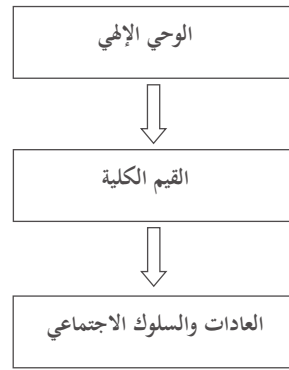 الوحي الإلهي
القيم الكلية
العادات والسلوك الاجتماعي